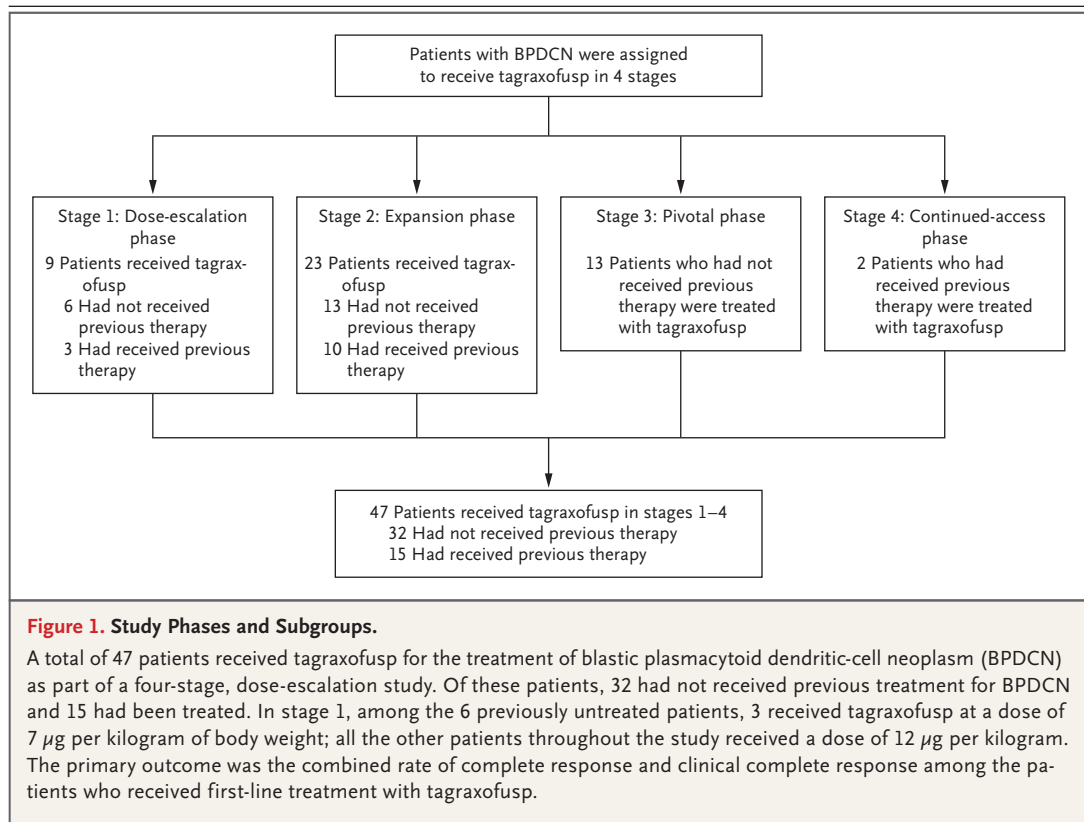 Patients with BPDCN were assigned
to receive tagraxofusp in 4 stages
Stage 1: Dose-escalation
phase
9 Patients received tagrax-
ofusp
6 Had not received
previous therapy
3 Had received previous
therapy
Stage 2: Expansion phase
23 Patients received tagrax-
ofusp
13 Had not received
previous therapy
10 Had received previous
therapy
Stage 3: Pivotal phase
13 Patients who had not
received previous
therapy were treated
with tagraxofusp
Stage 4: Continued-access
phase
2 Patients who had
received previous
therapy were treated
with tagraxofusp
47 Patients received tagraxofusp in stages 1–4
32 Had not received previous therapy
15 Had received previous therapy
Figure 1. Study Phases and Subgroups.
A total of 47 patients received tagraxofusp for the treatment of blastic plasmacytoid dendritic-cell neoplasm (BPDCN)
as part of a four-stage, dose-escalation study. Of these patients, 32 had not received previous treatment for BPDCN
and 15 had been treated. In stage 1, among the 6 previously untreated patients, 3 received tagraxofusp at a dose of
7 μg per kilogram of body weight; all the other patients throughout the study received a dose of 12 μg per kilogram.
The primary outcome was the combined rate of complete response and clinical complete response among the pa-
tients who received first-line treatment with tagraxofusp.